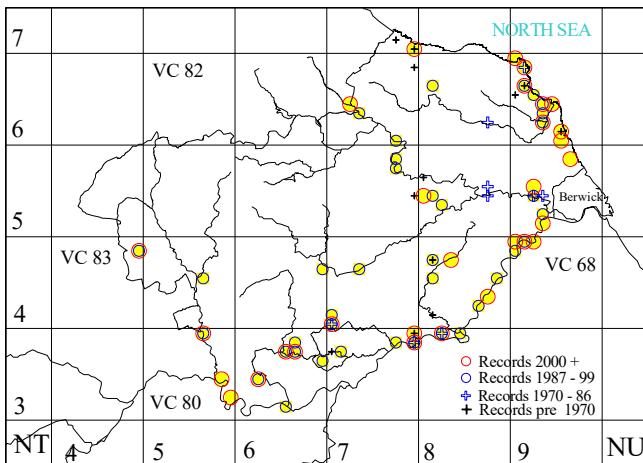 NORTH SEA
7
VC 82
6
Berwick
5
VC 83
VC 68
4
Records 2000 +
Records 1987 - 99
Records 1970 - 86
Records pre 1970
VC 80
3
NT 4 5 6 7 8 9 NU